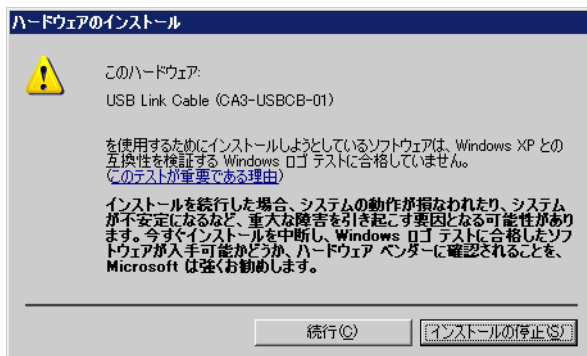 ハードウェアのインストール
このハードウェア:
USB Link Cable (CA3-USBCB-01)
を使用するためにインストールしようとしているソフトウェアは、Windows XP との
互換性を検証する Windows ロゴ テストに合格していません。
(このテストが重要である理由)
インストールを続行した場合、システムの動作が損なわれたり、システム
が不安定になるなど、重大な障害を引き起こす要因となる可能性があり
ます。今すぐインストールを中断し、Windows ロゴ テストに合格したソフ
トウェアが入手可能かどうか、ハードウェア ベンダーに確認されることを、
Microsoft は強くお勧めします。
続行(C)
インストールの停止(S)